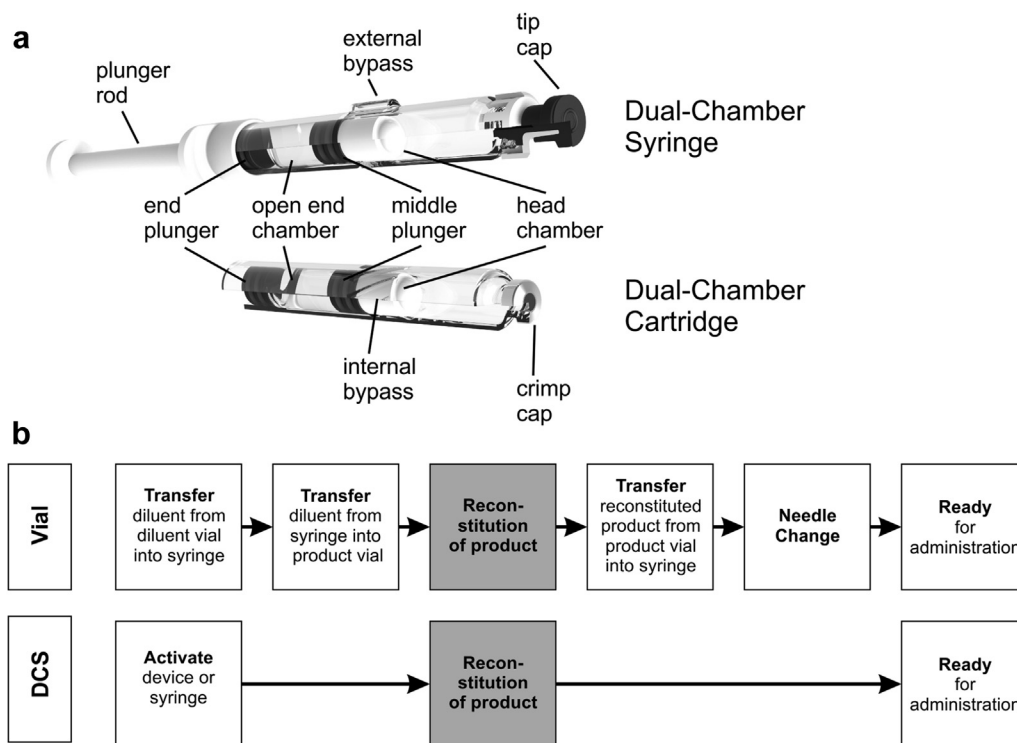 a
plunger
rod
external
bypass
tip
cap
Dual-Chamber
Syringe
end
plunger
open end
chamber
middle
plunger
head
chamber
Dual-Chamber
Cartridge
internal
bypass
crimp
cap
b
Vial
Transfer
diluent from
diluent vial
into syringe
Transfer
diluent from
syringe into
product vial
Recon-
stitution
of product
Transfer
reconstituted
product from
product vial
into syringe
Needle
Change
Ready
for
administration
DCS
Activate
device or
syringe
Recon-
stitution
of product
Ready
for
administration